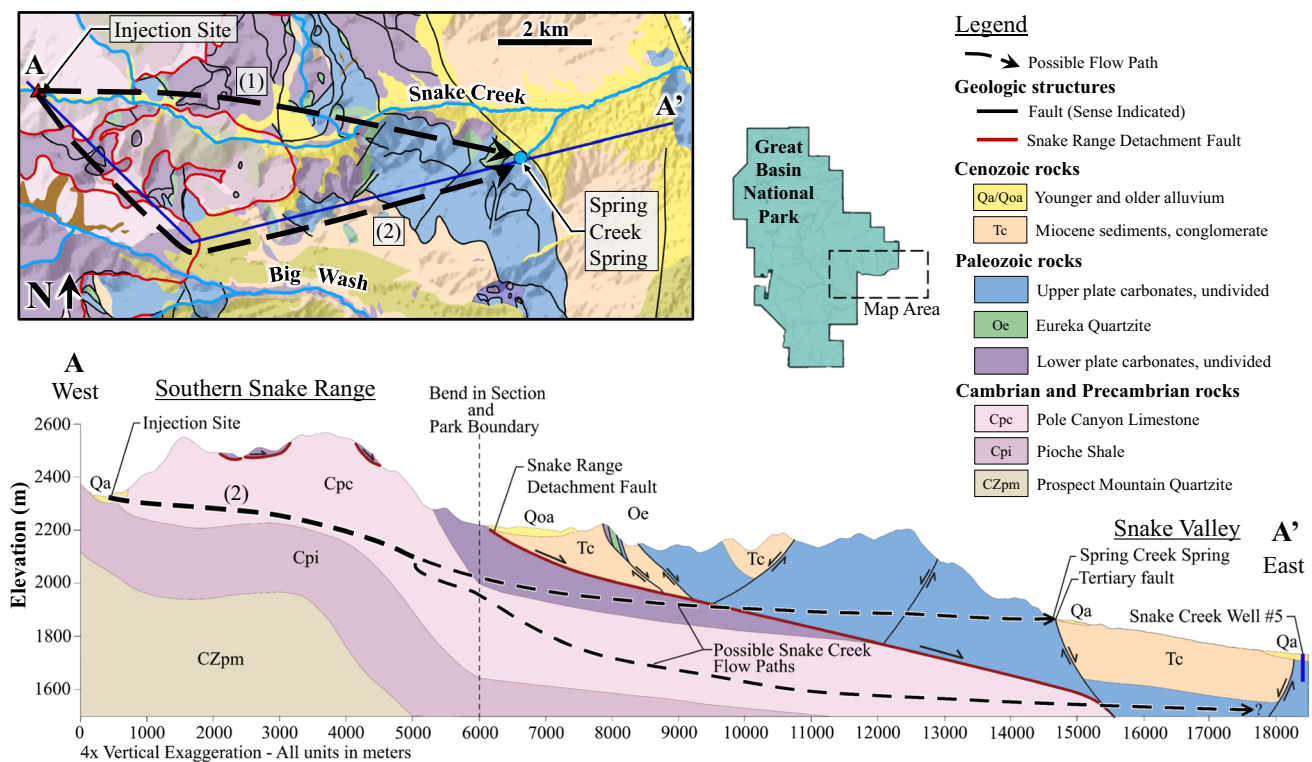 Injection Site
A
(1)
2 km
Snake Creek
A'
(2)
Spring
Creek
Spring
Big Wash
N
Great
Basin
National
Park
Map Area
Legend
Possible Flow Path
Geologic structures
Fault (Sense Indicated)
Snake Range Detachment Fault
Cenozoic rocks
Qa/Qoa Younger and older alluvium
Tc Miocene sediments, conglomerate
Paleozoic rocks
Upper plate carbonates, undivided
Oe Eureka Quartzite
Lower plate carbonates, undivided
Cambrian and Precambrian rocks
Cpc Pole Canyon Limestone
Cpi Pioche Shale
CZpm Prospect Mountain Quartzite
A
West
Southern Snake Range
Bend in Section
and
Park Boundary
Injection Site
Snake Range
Detachment Fault
Snake Valley
A'
East
Spring Creek Spring
Tertiary fault
Snake Creek Well #5
Qa
(2)
Cpc
Cpi
CZpm
Qoa
Oe
Tc
Tc
Qa
Tc
Qa
Possible Snake Creek
Flow Paths
?
Elevation (m)
2600
2400
2200
2000
1800
1600
0 1000 2000 3000 4000 5000 6000 7000 8000 9000 10000 11000 12000 13000 14000 15000 16000 17000 18000
4x Vertical Exaggeration - All units in meters